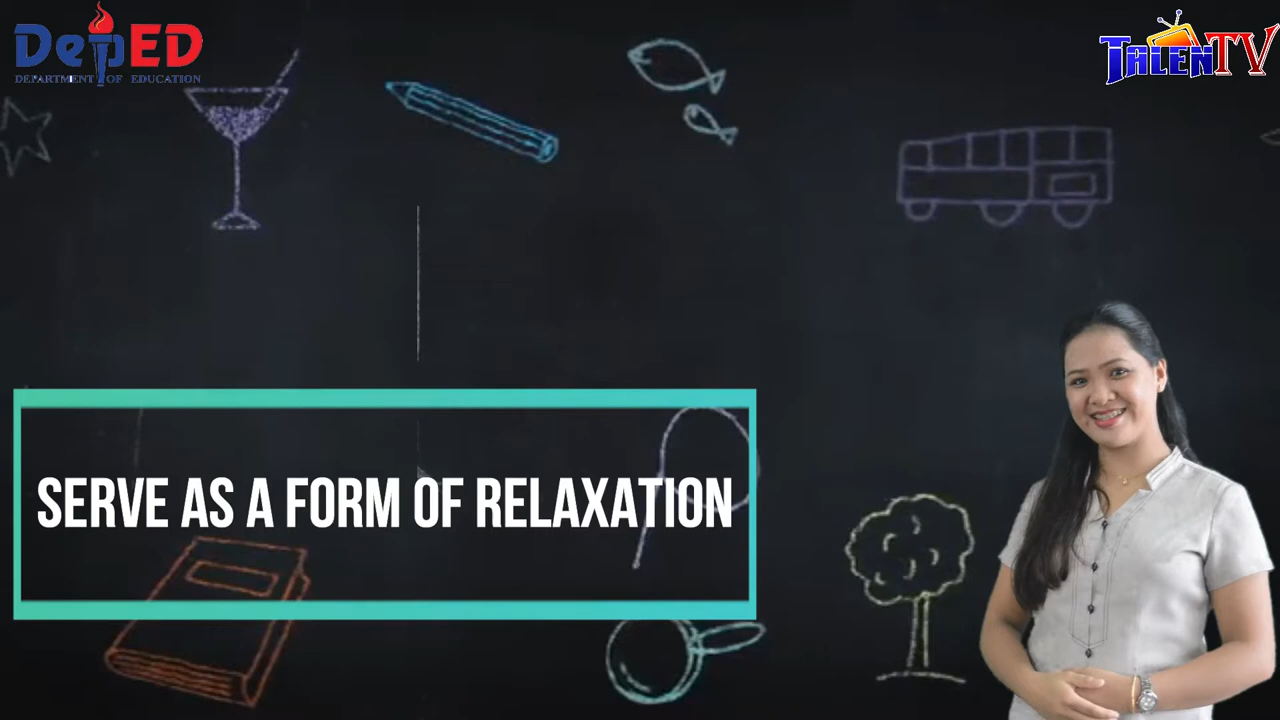 DepED
DEPARTMENT OF EDUCATION
TALENTV
SERVE AS A FORM OF RELAXATION